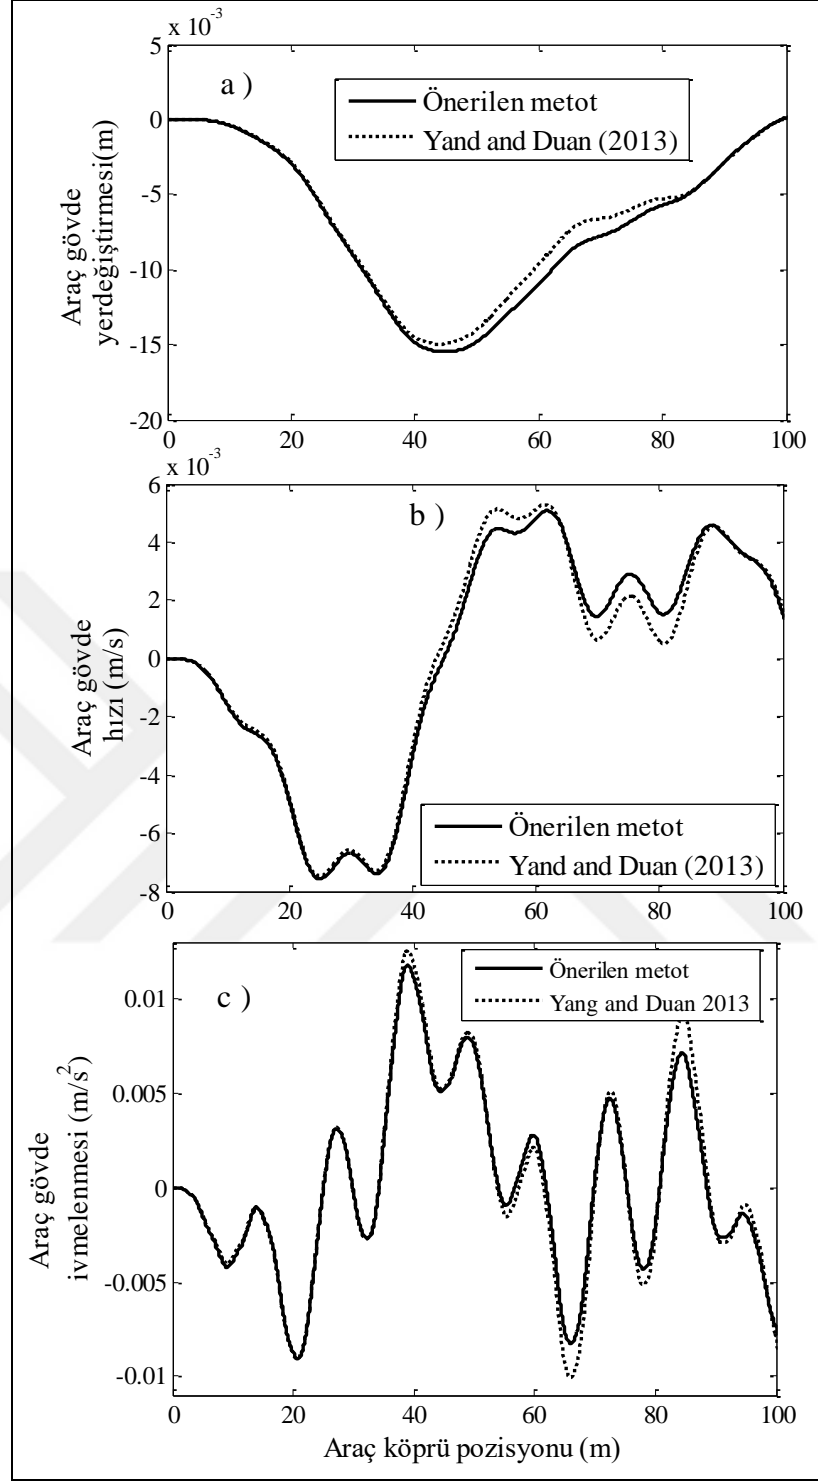 x 10-3
5
0
-5
-10
-15
-20
a )
Önerilen metot
Yand and Duan (2013)
Araç gövde
yerdeğiştirmesi(m)
0 20 40 60 80 100
x 10-3
6
4
2
0
-2
-4
-6
-8
b )
Araç gövde
hızı (m/s)
Önerilen metot
Yand and Duan (2013)
0 20 40 60 80 100
0.01
0.005
0
-0.005
-0.01
c )
Önerilen metot
Yang and Duan 2013
Araç gövde
ivmelenmesi (m/s2)
0 20 40 60 80 100
Araç köprü pozisyonu (m)